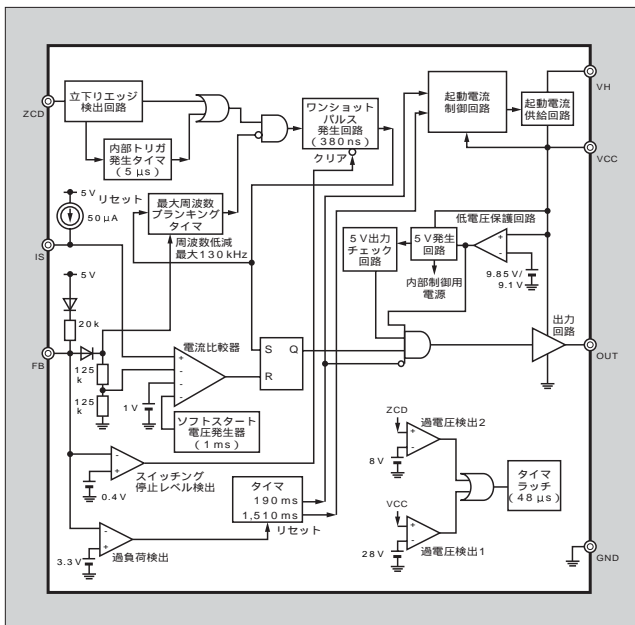 立下りエッジ
検出回路
ZCD
内部トリガ
発生タイマ
(5μs)
ワンショット
パルス
発生回路
(380ns)
クリア
起動電流
制御回路
起動電流
供給回路
VH
VCC
5V
リセット
50μA
最大周波数
ブランキング
タイマ
周波数低減
最大130kHz
IS
低電圧保護回路
5V出力
チェック
回路
5V発生
回路
+
-
内部制御用
電源
9.85V/
9.1V
5V
20k
FB
125
k
125
k
電流比較器
+
-
-
-
1V
ソフトスタート
電圧発生器
(1ms)
S
Q
R
出力
回路
OUT
ZCD
過電圧検出2
+
-
8V
タイマ
ラッチ
(48μs)
-
+
スイッチング
停止レベル検出
0.4V
タイマ
190ms
1,510ms
リセット
VCC
+
-
28V
過電圧検出1
-
+
3.3V
過負荷検出
GND